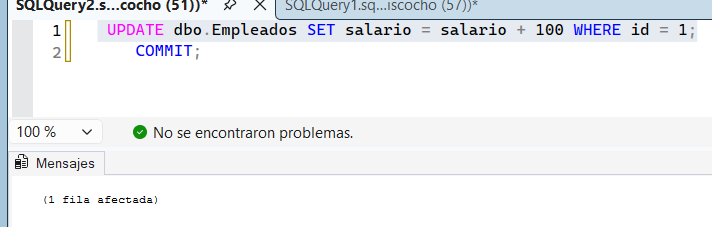 SQLQuery2.s...cocho (51))* SQLQuery1.sq...iscocho (57))*
1 UPDATE dbo.Empleados SET salario = salario + 100 WHERE id = 1;
2 COMMIT;
100 % No se encontraron problemas.
Mensajes
(1 fila afectada)